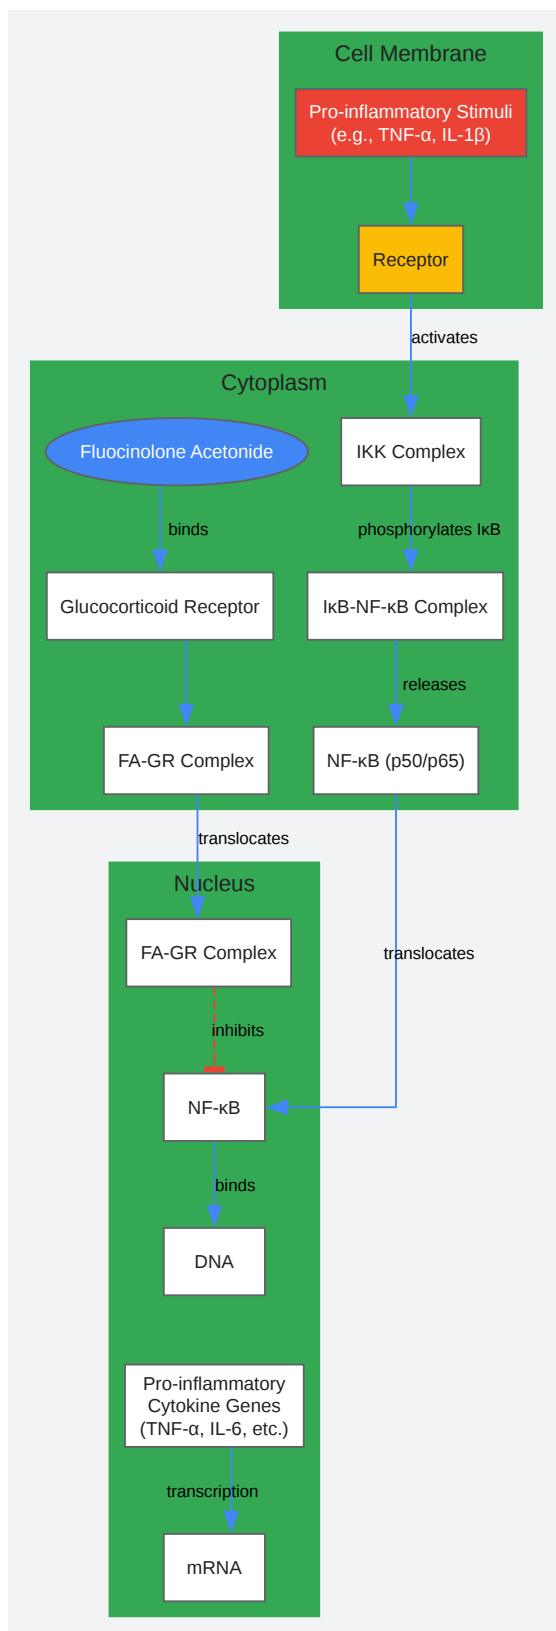 Cell Membrane
Pro-inflammatory Stimuli
(e.g., TNF-α, IL-1β)
Receptor
activates
Cytoplasm
Fluocinolone Acetonide
IKK Complex
binds
phosphorylates IκB
Glucocorticoid Receptor
IκB-NF-κB Complex
releases
FA-GR Complex
NF-κB (p50/p65)
translocates
Nucleus
FA-GR Complex
translocates
inhibits
NF-κB
binds
DNA
Pro-inflammatory
Cytokine Genes
(TNF-α, IL-6, etc.)
transcription
mRNA